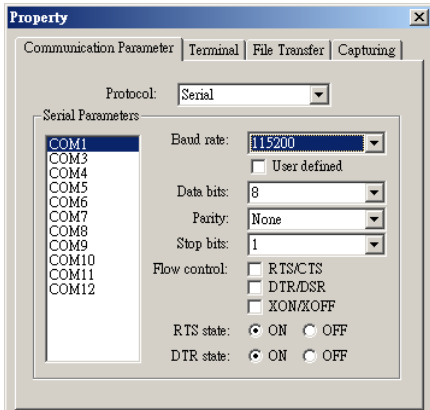 Property
Communication Parameter Terminal File Transfer Capturing
Protocol: Serial
Serial Parameters
COM1
COM3
COM4
COM5
COM6
COM7
COM8
COM9
COM10
COM11
COM12
Baud rate: 115200
User defined
Data bits: 8
Parity: None
Stop bits: 1
Flow control: RTS/CTS
DTR/DSR
XON/XOFF
RTS state: ON OFF
DTR state: ON OFF